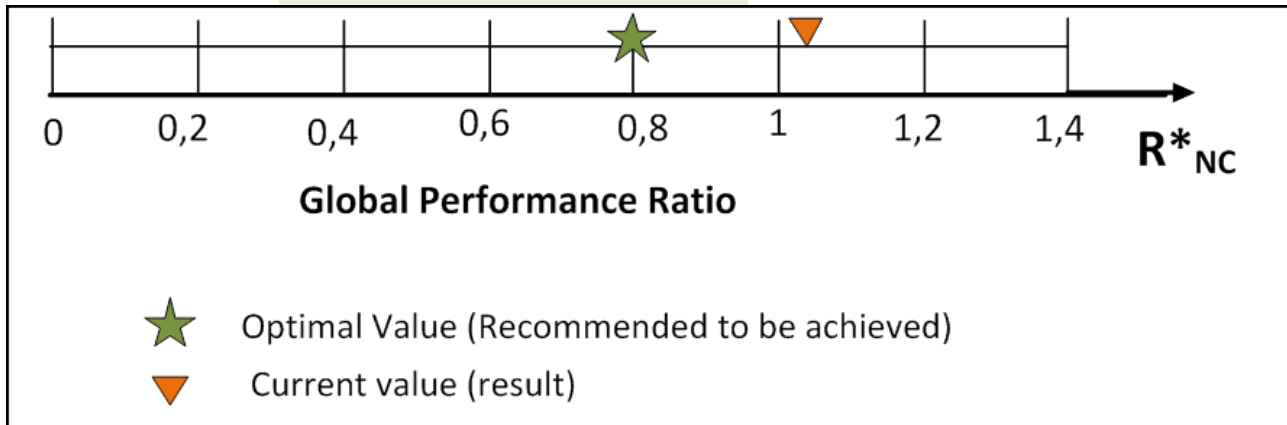 0 0,2 0,4 0,6 0,8 1 1,2 1,4
R*NC
Global Performance Ratio
Optimal Value (Recommended to be achieved)
Current value (result)